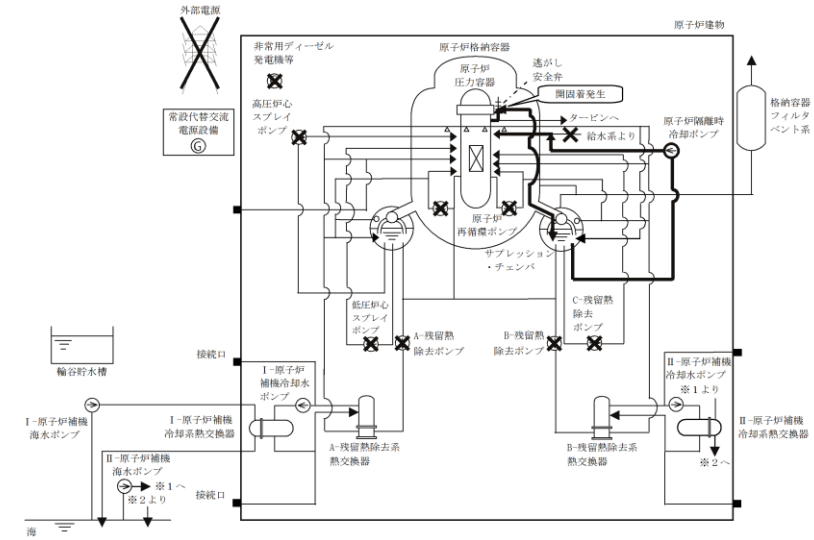 外部電源
原子炉建物
非常用ディーゼル
発電機等
原子炉格納容器
原子炉
圧力容器
逃がし
安全弁
開固着発生
常設代替交流
電源設備
G
高圧炉心
スプレイ
ポンプ
タービンへ
給水系より
原子炉隔離時
冷却ポンプ
格納容器
フィルタ
ベント系
原子炉
再循環ポンプ
サプレッション
・チェンバ
低圧炉心
スプレイ
ポンプ
A-残留熱
除去ポンプ
B-残留熱
除去ポンプ
C-残留熱
除去
ポンプ
輪谷貯水槽
接続口
Ⅰ-原子炉
補機冷却水
ポンプ
Ⅱ-原子炉補機
冷却水ポンプ
※1より
Ⅰ-原子炉補機
海水ポンプ
Ⅰ-原子炉補機
冷却系熱交換器
A-残留熱除去系
熱交換器
B-残留熱除去系
熱交換器
Ⅱ-原子炉補機
冷却系熱交換器
※2へ
Ⅱ-原子炉補機
海水ポンプ
※1へ
※2より
接続口
海